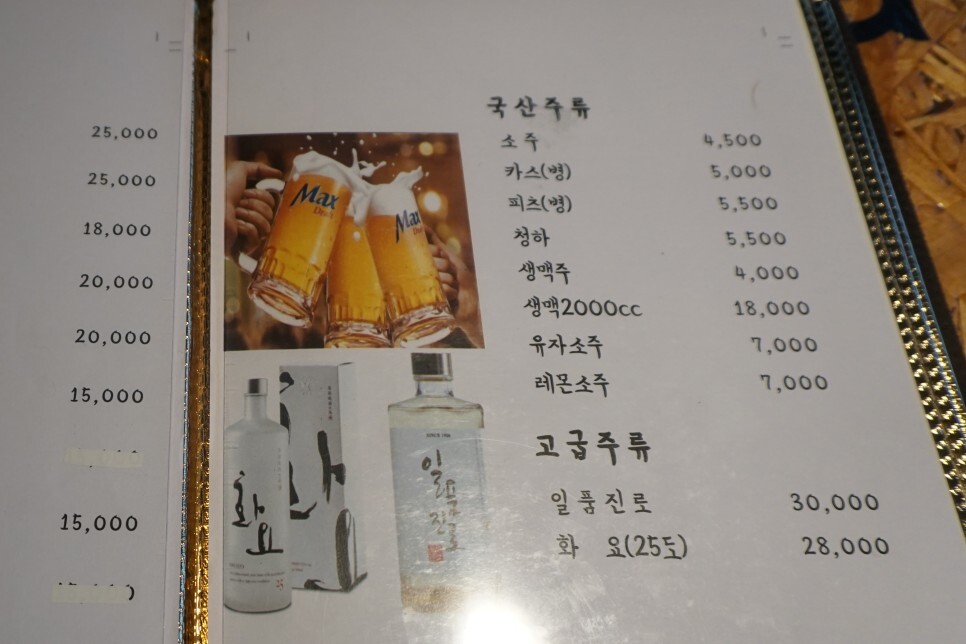 25,000
25,000
18,000
20,000
20,000
15,000
15,000
국산주류
소주 4,500
카스(병) 5,000
피츠(병) 5,500
청하 5,500
생맥주 4,000
생맥2000cc 18,000
유자소주 7,000
레몬소주 7,000
고급주류
일품진로 30,000
화 요(25도) 28,000
Max
Max
화요
일품진로